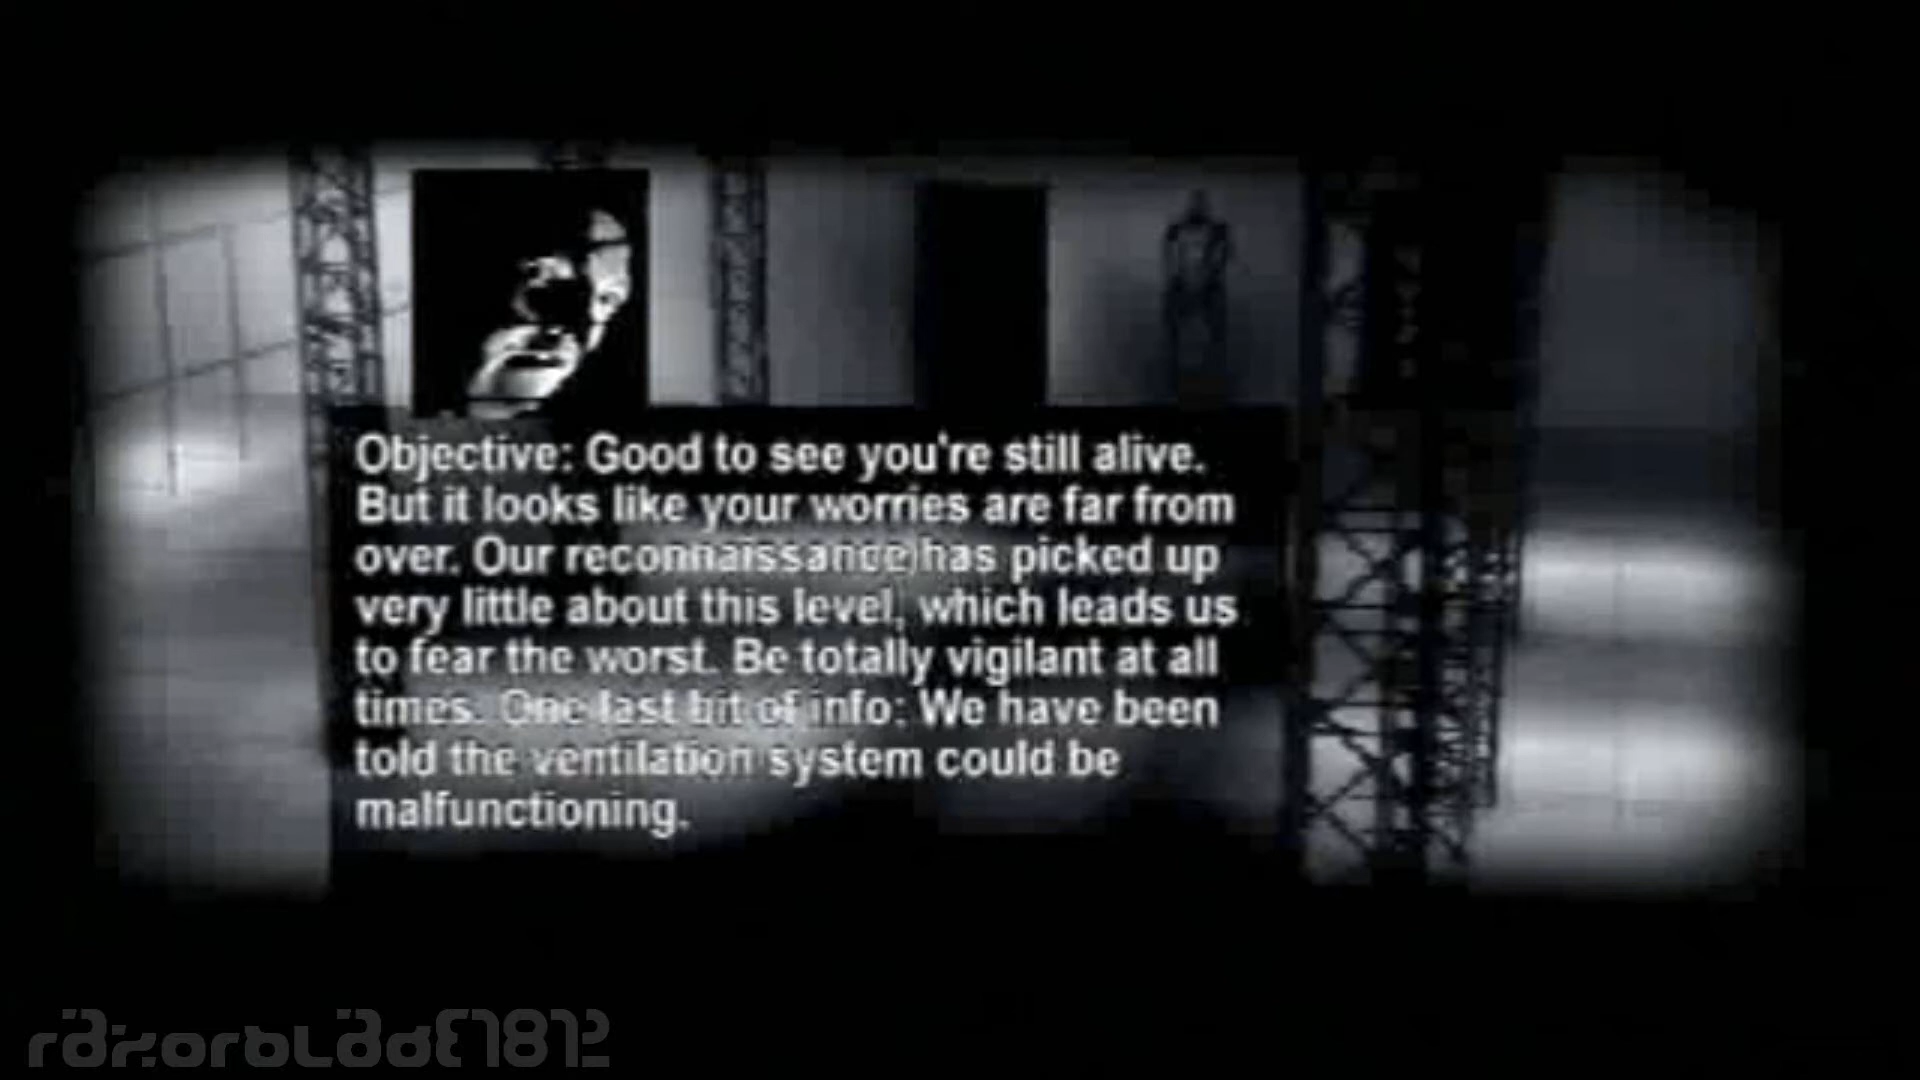 Objective: Good to see you're still alive.
But it looks like your worries are far from
over. Our reconnaissance has picked up
very little about this level, which leads us
to fear the worst. Be totally vigilant at all
times. One last bit of info: We have been
told the ventilation system could be
malfunctioning.
razorblade1812